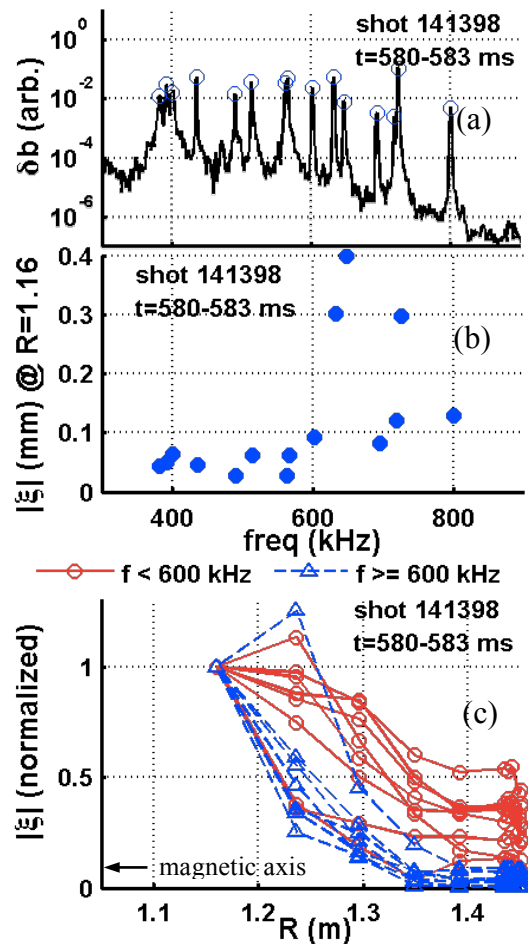 shot 141398
t=580-583 ms
(a)
10⁰
10⁻²
10⁻⁴
10⁻⁶
δb (arb.)
shot 141398
t=580-583 ms
(b)
0.4
0.3
0.2
0.1
0
|ξ| (mm) @ R=1.16
400 600 800
freq (kHz)
f < 600 kHz f >= 600 kHz
shot 141398
t=580-583 ms
(c)
1
0.5
0
|ξ| (normalized)
magnetic axis
1.1 1.2 1.3 1.4
R (m)